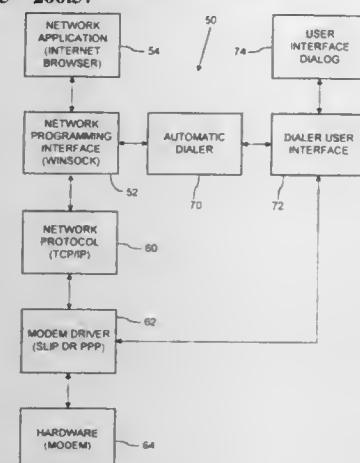 NETWORK
APPLICATION
(INTERNET
BROWSER)
54
50
74
USER
INTERFACE
DIALOG
NETWORK
PROGRAMMING
INTERFACE
(WINSOCK)
52
AUTOMATIC
DIALER
70
DIALER USER
INTERFACE
72
NETWORK
PROTOCOL
(TCP/IP)
60
MODEM DRIVER
(SLIP OR PPP)
62
HARDWARE
(MODEM)
64